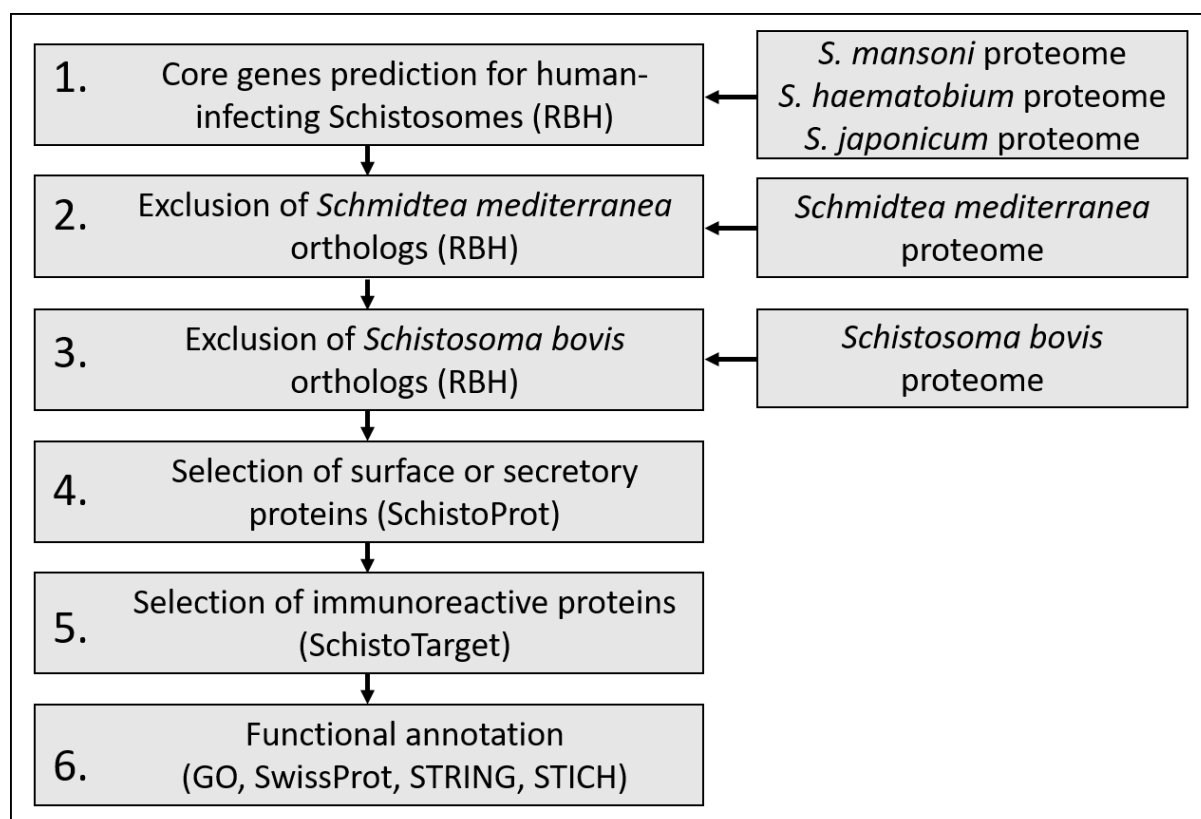 1.
Core genes prediction for human-
infecting Schistosomes (RBH)
S. mansoni proteome
S. haematobium proteome
S. japonicum proteome
2.
Exclusion of Schmidtea mediterranea
orthologs (RBH)
Schmidtea mediterranea
proteome
3.
Exclusion of Schistosoma bovis
orthologs (RBH)
Schistosoma bovis
proteome
4.
Selection of surface or secretory
proteins (SchistoProt)
5.
Selection of immunoreactive proteins
(SchistoTarget)
6.
Functional annotation
(GO, SwissProt, STRING, STICH)